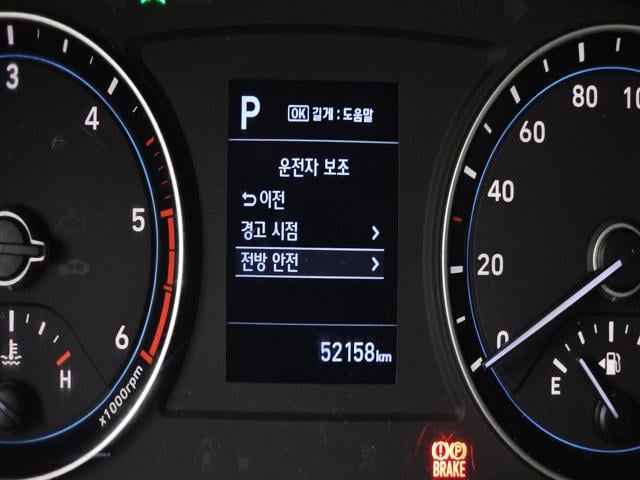 P
OK 길게 : 도움말
운전자 보조
이전
경고 시점
전방 안전
52158km
3
4
5
6
x1000rpm
H
0
20
40
60
80
E
BRAKE